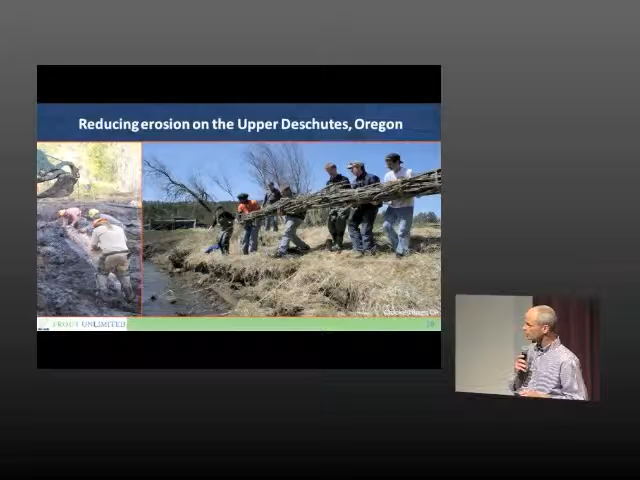 Reducing erosion on the Upper Deschutes, Oregon
TROUT UNLIMITED